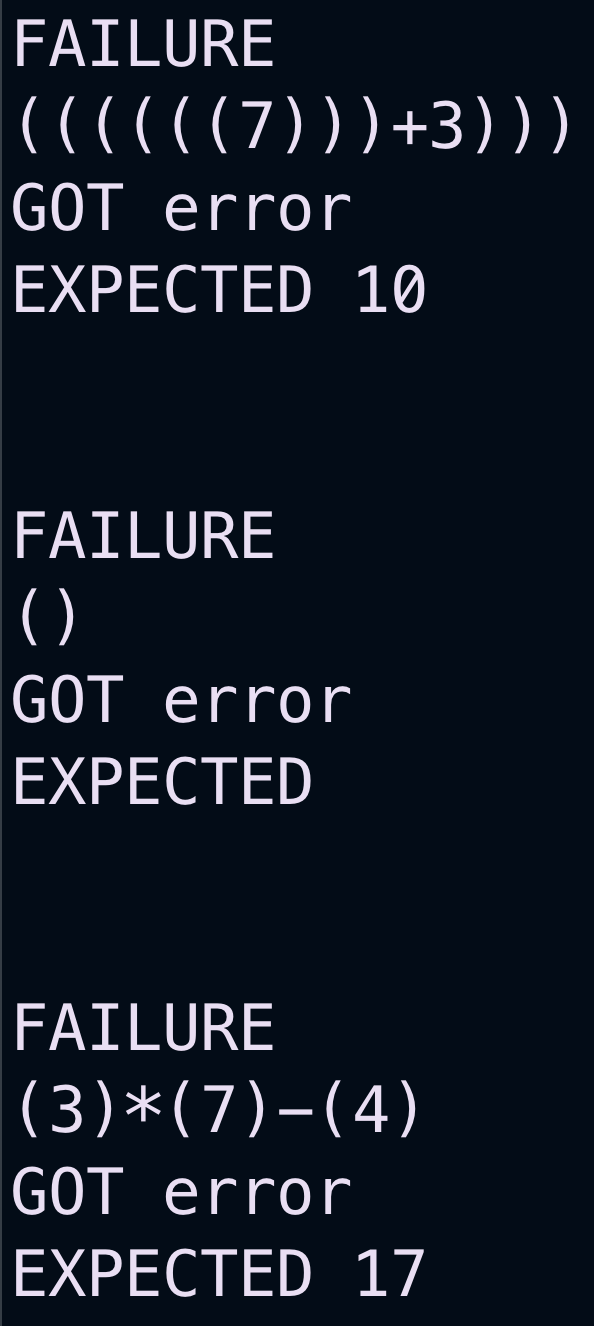 FAILURE
((((((7)))+3)))
GOT error
EXPECTED 10
FAILURE
()
GOT error
EXPECTED
FAILURE
(3)*(7)-(4)
GOT error
EXPECTED 17